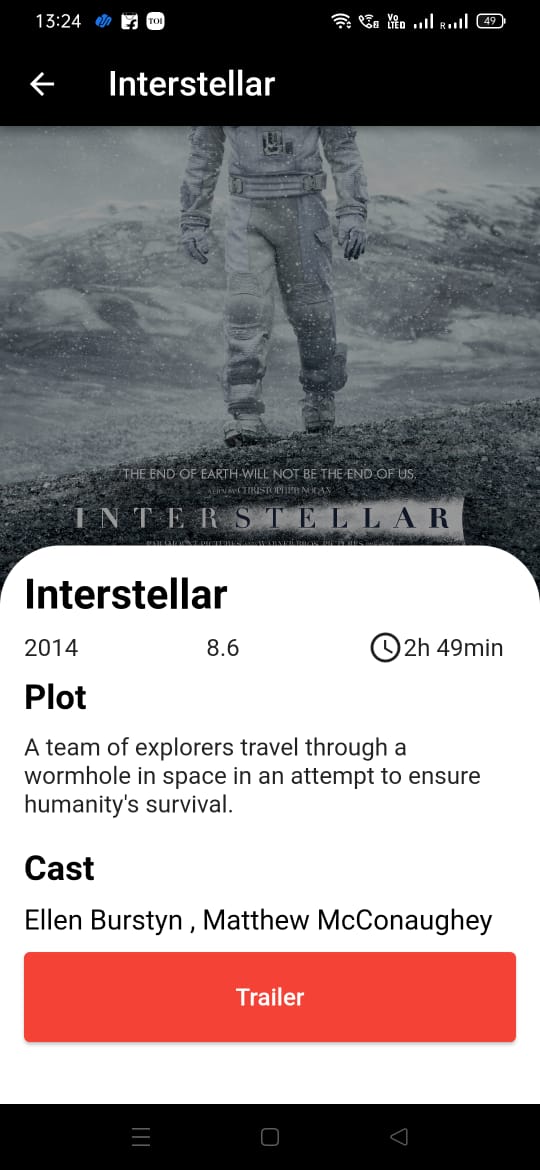 13:24
TOI
Vo
LTED
R
49
Interstellar
THE END OF EARTH WILL NOT BE THE END OF US.
A FILM BY CHRISTOPHER NOLAN
INTERSTELLAR
PARAMOUNT PICTURES AND WARNER BROS. PICTURES
Interstellar
2014 8.6 2h 49min
Plot
A team of explorers travel through a
wormhole in space in an attempt to ensure
humanity's survival.
Cast
Ellen Burstyn , Matthew McConaughey
Trailer